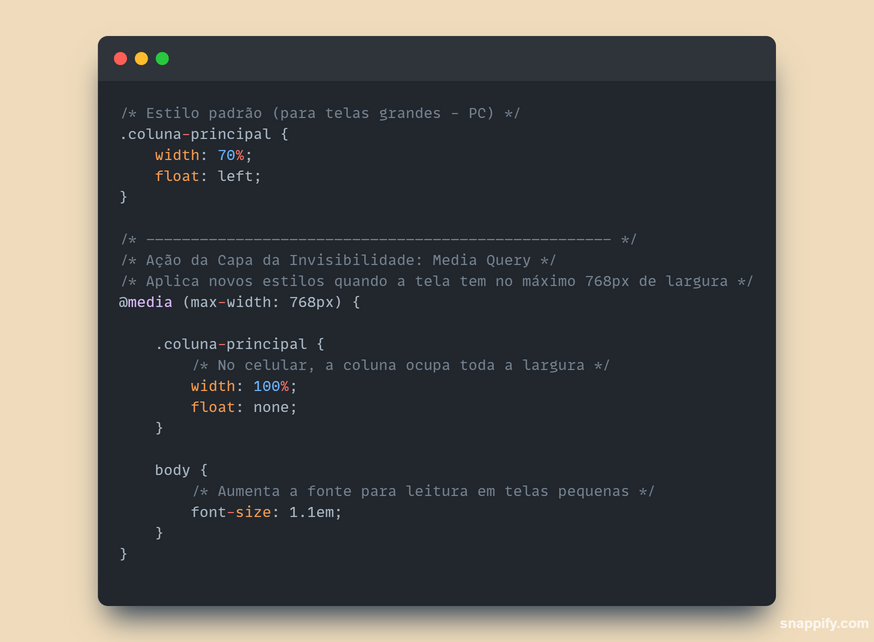 /* Estilo padrão (para telas grandes - PC) */
.coluna-principal {
    width: 70%;
    float: left;
}

/* ---------------------------------------------------- */
/* Ação da Capa da Invisibilidade: Media Query */
/* Aplica novos estilos quando a tela tem no máximo 768px de largura */
@media (max-width: 768px) {

    .coluna-principal {
        /* No celular, a coluna ocupa toda a largura */
        width: 100%;
        float: none;
    }

    body {
        /* Aumenta a fonte para leitura em telas pequenas */
        font-size: 1.1em;
    }
}
snappify.com